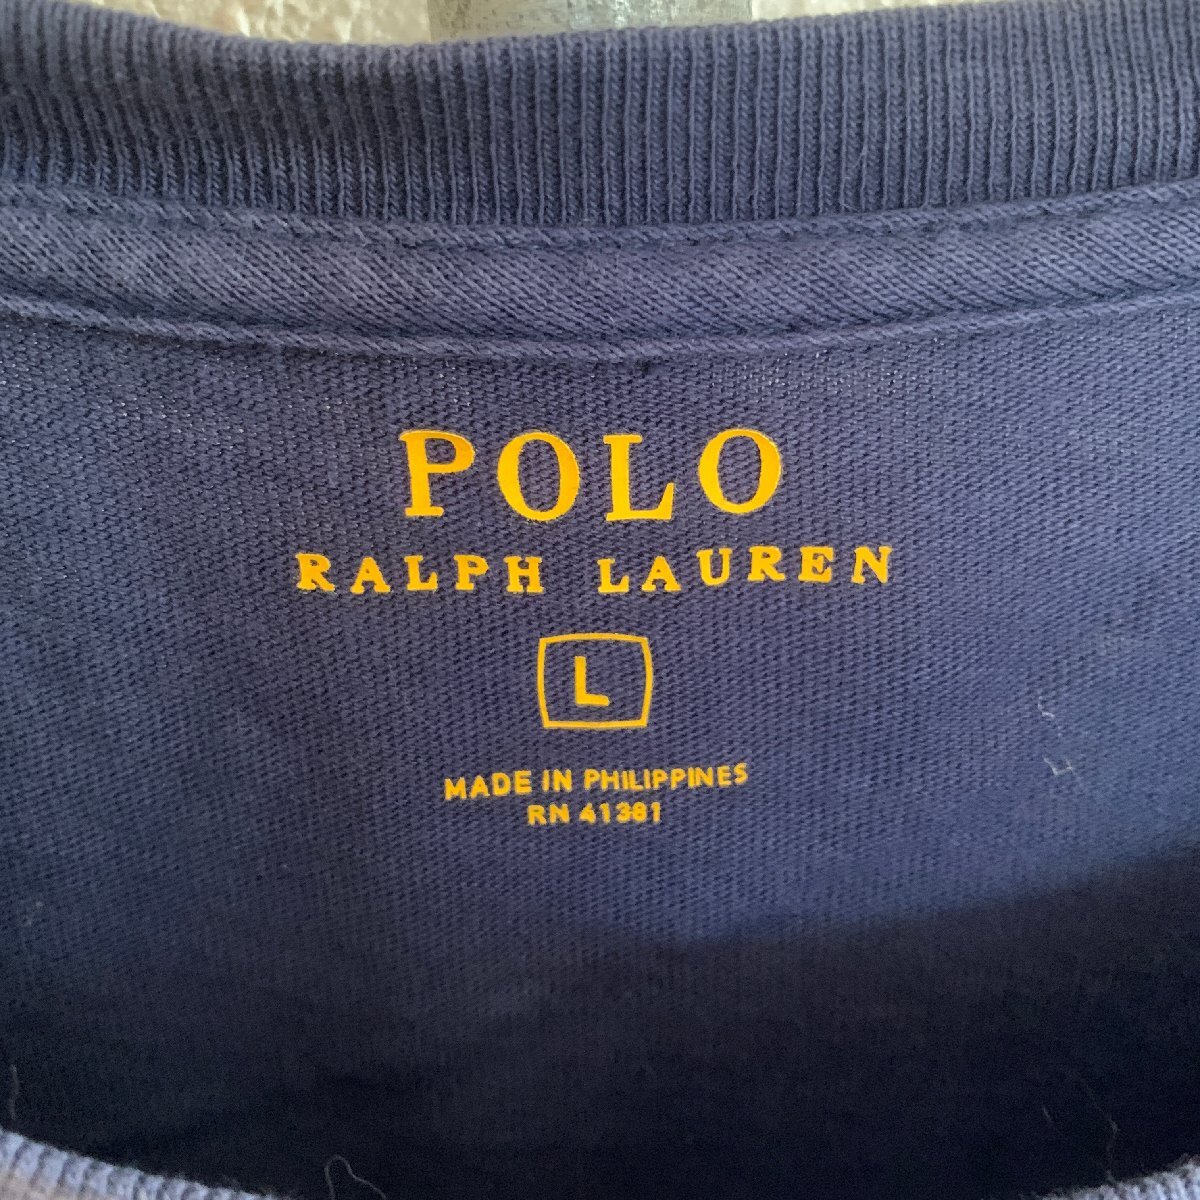 POLO
RALPH LAUREN
L
MADE IN PHILIPPINES
RN 41381